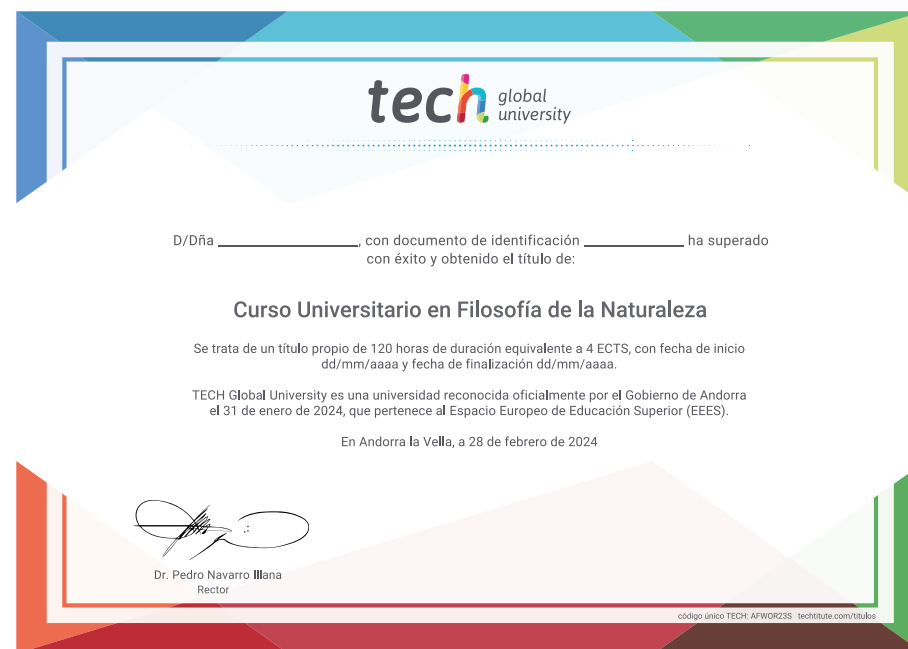 tech global
university
D/Dña ____________________, con documento de identificación ______________ ha superado
con éxito y obtenido el título de:
Curso Universitario en Filosofía de la Naturaleza
Se trata de un título propio de 120 horas de duración equivalente a 4 ECTS, con fecha de inicio
dd/mm/aaaa y fecha de finalización dd/mm/aaaa.
TECH Global University es una universidad reconocida oficialmente por el Gobierno de Andorra
el 31 de enero de 2024, que pertenece al Espacio Europeo de Educación Superior (EEES).
En Andorra la Vella, a 28 de febrero de 2024
Dr. Pedro Navarro Illana
Rector
código único TECH: AFWOR23S techtitute.com/titulos